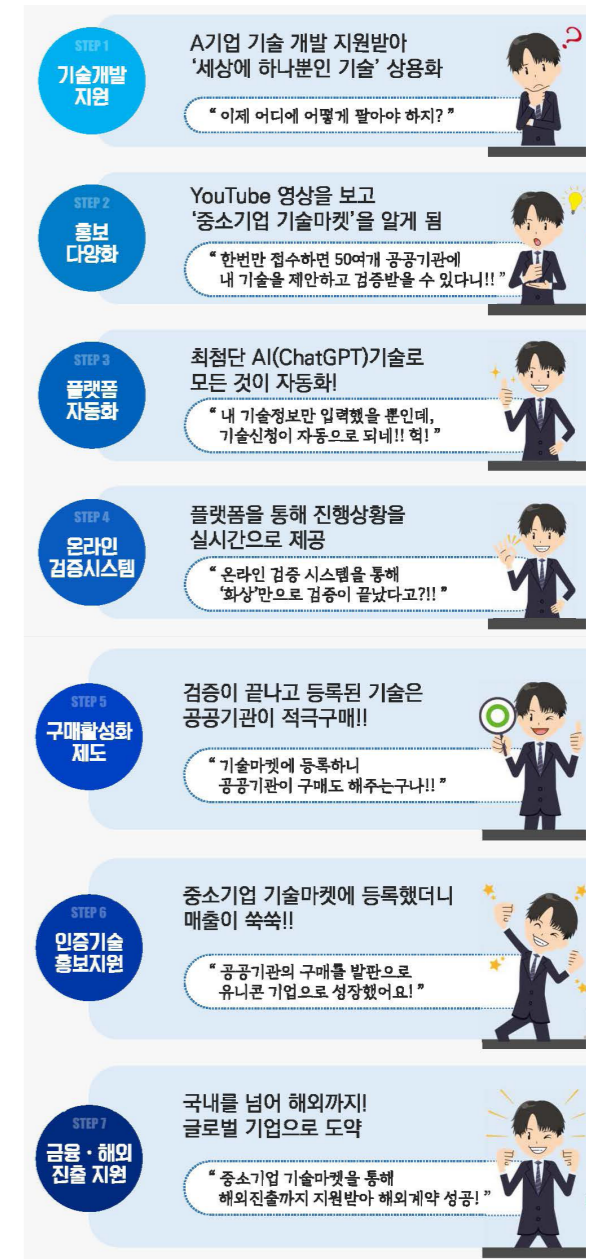 STEP 1
기술개발
지원
A기업 기술 개발 지원받아
‘세상에 하나뿐인 기술’ 상용화
“ 이제 어디에 어떻게 팔아야 하지? ”
STEP 2
홍보
다양화
YouTube 영상을 보고
‘중소기업 기술마켓’을 알게 됨
“ 한번만 접수하면 50여개 공공기관에
내 기술을 제안하고 검증받을 수 있다니!! ”
STEP 3
플랫폼
자동화
최첨단 AI(ChatGPT)기술로
모든 것이 자동화!
“ 내 기술정보만 입력했을 뿐인데,
기술신청이 자동으로 되네!! 헉! ”
STEP 4
온라인
검증시스템
플랫폼을 통해 진행상황을
실시간으로 제공
“ 온라인 검증 시스템을 통해
‘화상’만으로 검증이 끝났다고?!! ”
STEP 5
구매활성화
제도
검증이 끝나고 등록된 기술은
공공기관이 적극구매!!
“ 기술마켓에 등록하니
공공기관이 구매도 해주는구나!! ”
STEP 6
인증기술
홍보지원
중소기업 기술마켓에 등록했더니
매출이 쑥쑥!!
“ 공공기관의 구매를 발판으로
유니콘 기업으로 성장했어요! ”
STEP 7
금융 · 해외
진출 지원
국내를 넘어 해외까지!
글로벌 기업으로 도약
“ 중소기업 기술마켓을 통해
해외진출까지 지원받아 해외계약 성공! ”